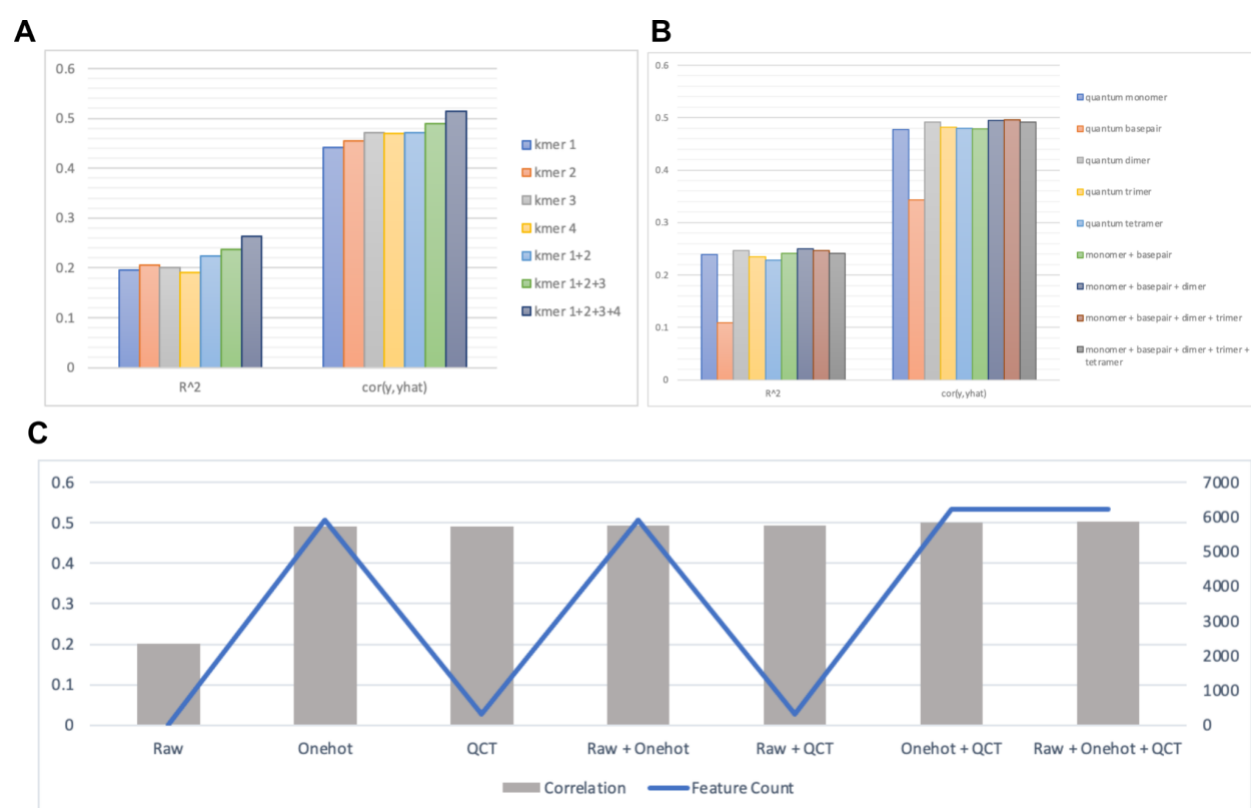 A
0.6
0.5
0.4
0.3
0.2
0.1
0
R^2
cor(y,yhat)
kmer 1
kmer 2
kmer 3
kmer 4
kmer 1+2
kmer 1+2+3
kmer 1+2+3+4
B
0.6
0.5
0.4
0.3
0.2
0.1
0
R^2
cor(y,yhat)
quantum monomer
quantum basepair
quantum dimer
quantum trimer
quantum tetramer
monomer + basepair
monomer + basepair + dimer
monomer + basepair + dimer + trimer
monomer + basepair + dimer + trimer +
tetramer
C
0.6
0.5
0.4
0.3
0.2
0.1
0
7000
6000
5000
4000
3000
2000
1000
0
Raw
Onehot
QCT
Raw + Onehot
Raw + QCT
Onehot + QCT
Raw + Onehot + QCT
Correlation
Feature Count